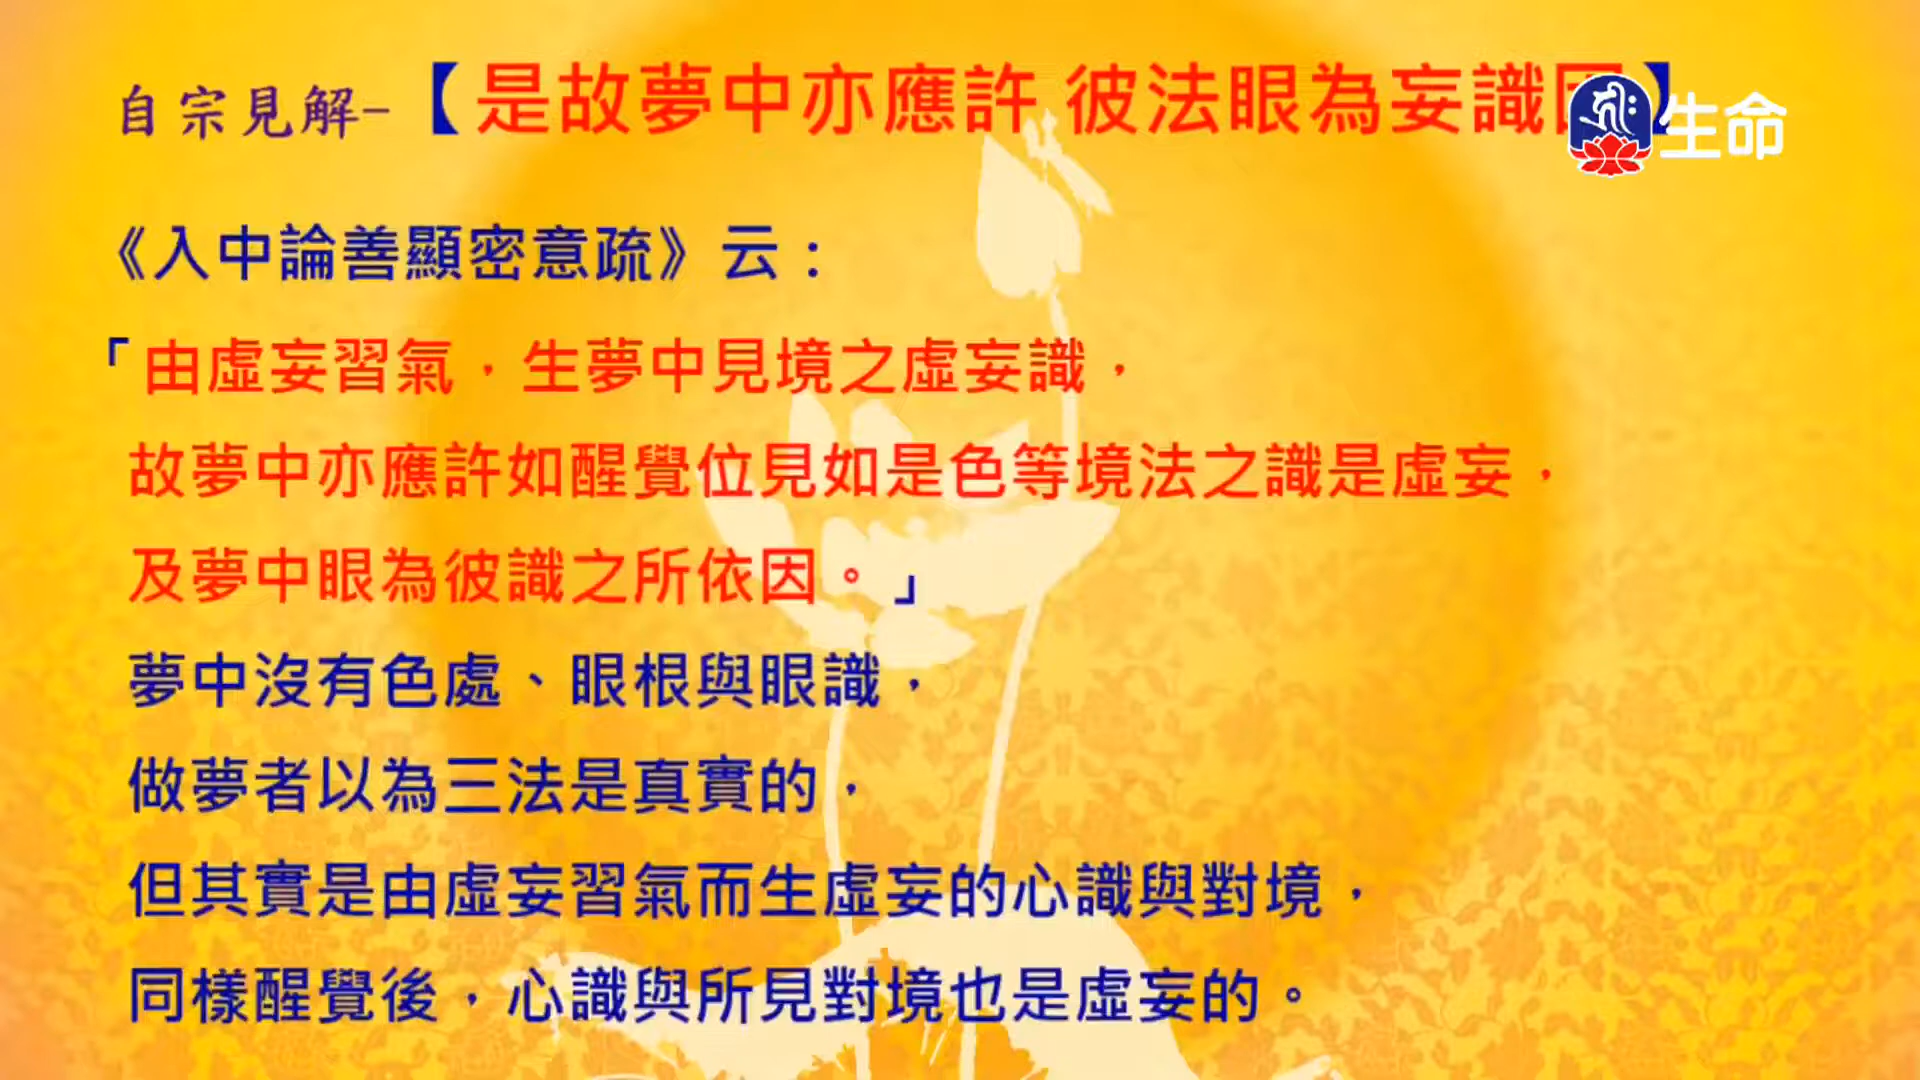 自宗見解-【是故夢中亦應許 彼法眼為妄識因】
生命
《入中論善顯密意疏》云：
「由虛妄習氣，生夢中見境之虛妄識，
故夢中亦應許如醒覺位見如是色等境法之識是虛妄，
及夢中眼為彼識之所依因。」
夢中沒有色處、眼根與眼識，
做夢者以為三法是真實的，
但其實是由虛妄習氣而生虛妄的心識與對境，
同樣醒覺後，心識與所見對境也是虛妄的。